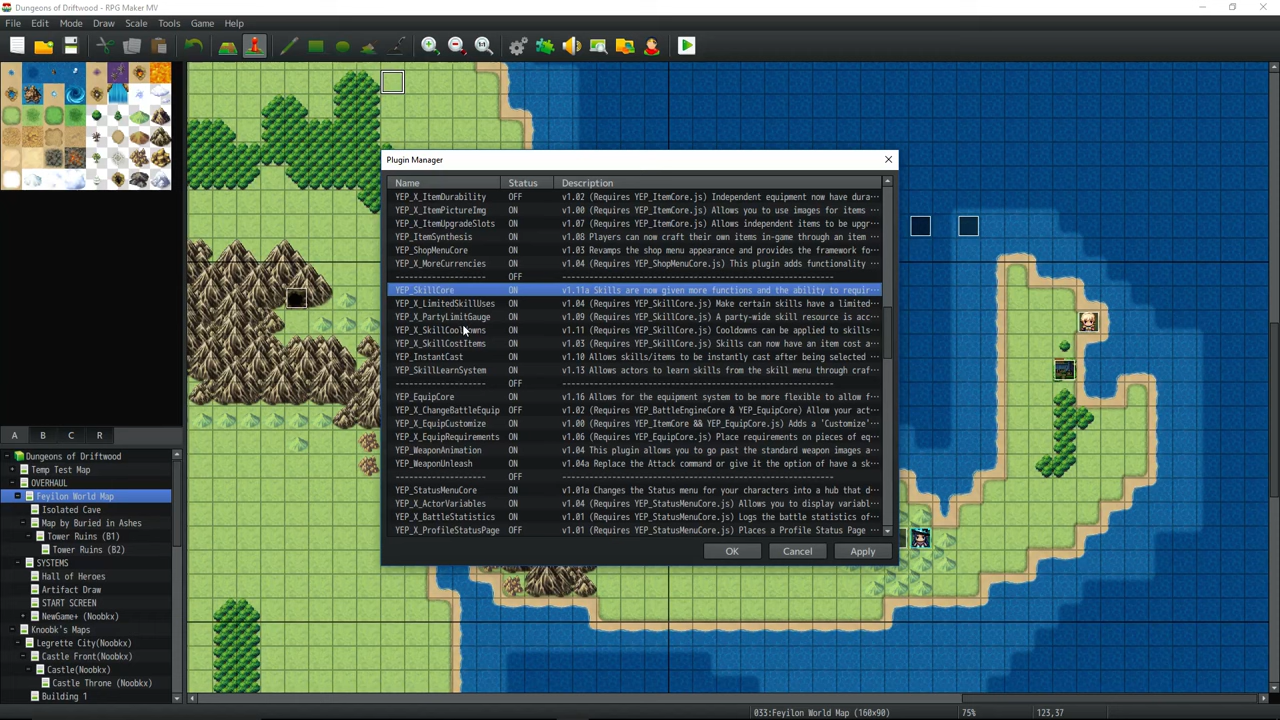 Dungeons of Driftwood - RPG Maker MV
File Edit Mode Draw Scale Tools Game Help
Plugin Manager
Name Status Description
YEP_X_ItemDurability OFF v1.02 (Requires YEP_ItemCore.js) Independent equipment now have dura···
YEP_X_ItemPictureImg ON v1.00 (Requires YEP_ItemCore.js) Allows you to use images for items ···
YEP_X_ItemUpgradeSlots ON v1.07 (Requires YEP_ItemCore.js) Allows independent items to be upgr···
YEP_ItemSynthesis ON v1.08 Players can now craft their own items in-game through an item ···
YEP_ShopMenuCore ON v1.03 Revamps the shop menu appearance and provides the framework fo···
YEP_X_MoreCurrencies ON v1.04 (Requires YEP_ShopMenuCore.js) This plugin adds functionality ···
-------------------- OFF ------------------------------------------------------------
YEP_SkillCore ON v1.11a Skills are now given more functions and the ability to requir···
YEP_X_LimitedSkillUses ON v1.04 (Requires YEP_SkillCore.js) Make certain skills have a limited···
YEP_X_PartyLimitGauge ON v1.09 (Requires YEP_SkillCore.js) A party-wide skill resource is acc···
YEP_X_SkillCooldowns ON v1.11 (Requires YEP_SkillCore.js) Cooldowns can be applied to skills···
YEP_X_SkillCostItems ON v1.03 (Requires YEP_SkillCore.js) Skills can now have an item cost a···
YEP_InstantCast ON v1.10 Allows skills/items to be instantly cast after being selected ···
YEP_SkillLearnSystem ON v1.13 Allows actors to learn skills from the skill menu through craf···
-------------------- OFF ------------------------------------------------------------
YEP_EquipCore ON v1.16 Allows for the equipment system to be more flexible to allow f···
YEP_X_ChangeBattleEquip OFF v1.02 (Requires YEP_BattleEngineCore & YEP_EquipCore) Allow your act···
YEP_X_EquipCustomize ON v1.00 (Requires YEP_ItemCore && YEP_EquipCore.js) Adds a 'Customize'···
YEP_X_EquipRequirements ON v1.06 (Requires YEP_EquipCore.js) Place requirements on pieces of eq···
YEP_WeaponAnimation ON v1.04 This plugin allows you to go past the standard weapon images a···
YEP_WeaponUnleash ON v1.04a Replace the Attack command or give it the option of have a sk···
-------------------- OFF ------------------------------------------------------------
YEP_StatusMenuCore ON v1.01a Changes the Status menu for your characters into a hub that d···
YEP_X_ActorVariables ON v1.04 (Requires YEP_StatusMenuCore.js) Allows you to display variabl···
YEP_X_BattleStatistics ON v1.01 (Requires YEP_StatusMenuCore.js) Logs the battle statistics of···
YEP_X_ProfileStatusPage OFF v1.01 (Requires YEP_StatusMenuCore.js) Places a Profile Status Page ···
OK Cancel Apply
A B C R
Dungeons of Driftwood
Temp Test Map
OVERHAUL
Feyilon World Map
Isolated Cave
Map by Buried in Ashes
Tower Ruins (B1)
Tower Ruins (B2)
SYSTEMS
Hall of Heroes
Artifact Draw
START SCREEN
NewGame+ (Noobkx)
Knoobk's Maps
Legrette City(Noobkx)
Castle Front(Noobkx)
Castle(Noobkx)
Castle Throne (Noobkx)
Building 1
033:Feyilon World Map (160x90) 75% 123,37